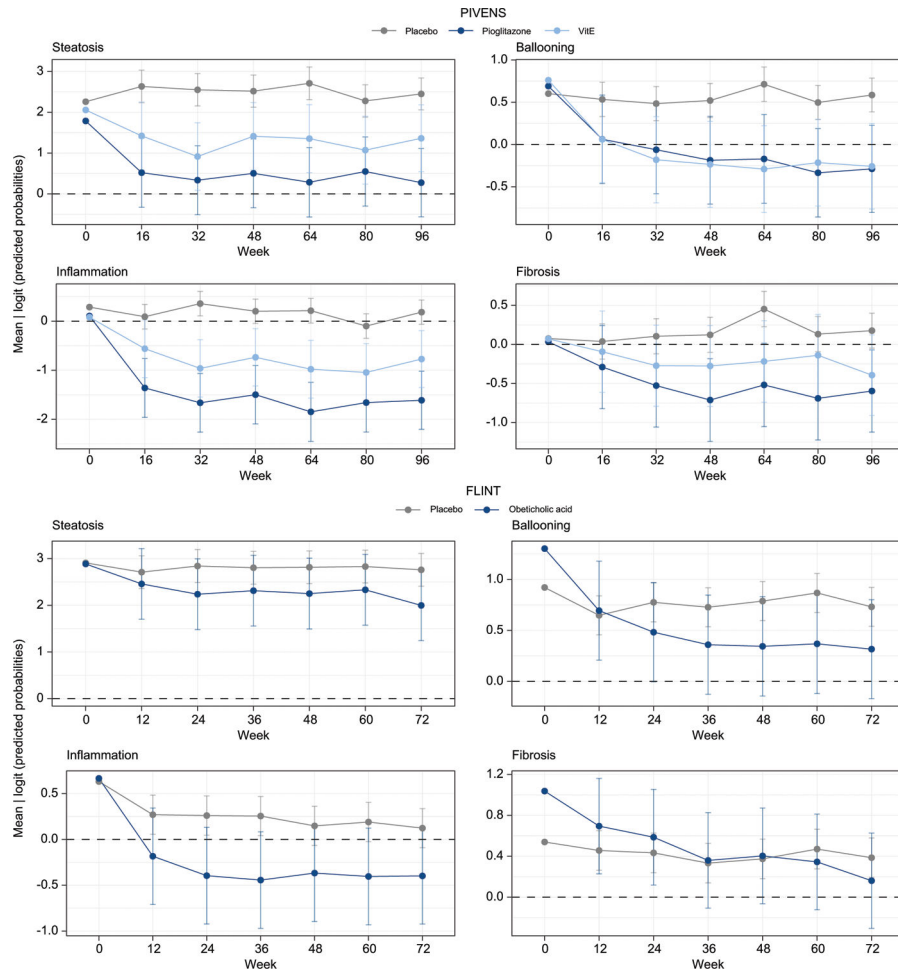 PIVENS
Placebo Pioglitazone VitE
Steatosis
3
2
1
0
0 16 32 48 64 80 96
Week
Ballooning
1.0
0.5
0.0
-0.5
0 16 32 48 64 80 96
Week
Mean | logit (predicted probabilities)
Inflammation
0
-1
-2
0 16 32 48 64 80 96
Week
Fibrosis
0.5
0.0
-0.5
-1.0
0 16 32 48 64 80 96
Week
FLINT
Placebo Obeticholic acid
Steatosis
3
2
1
0
0 12 24 36 48 60 72
Week
Ballooning
1.0
0.5
0.0
0 12 24 36 48 60 72
Week
Mean | logit (predicted probabilities)
Inflammation
0.5
0.0
-0.5
-1.0
0 12 24 36 48 60 72
Week
Fibrosis
1.2
0.8
0.4
0.0
0 12 24 36 48 60 72
Week